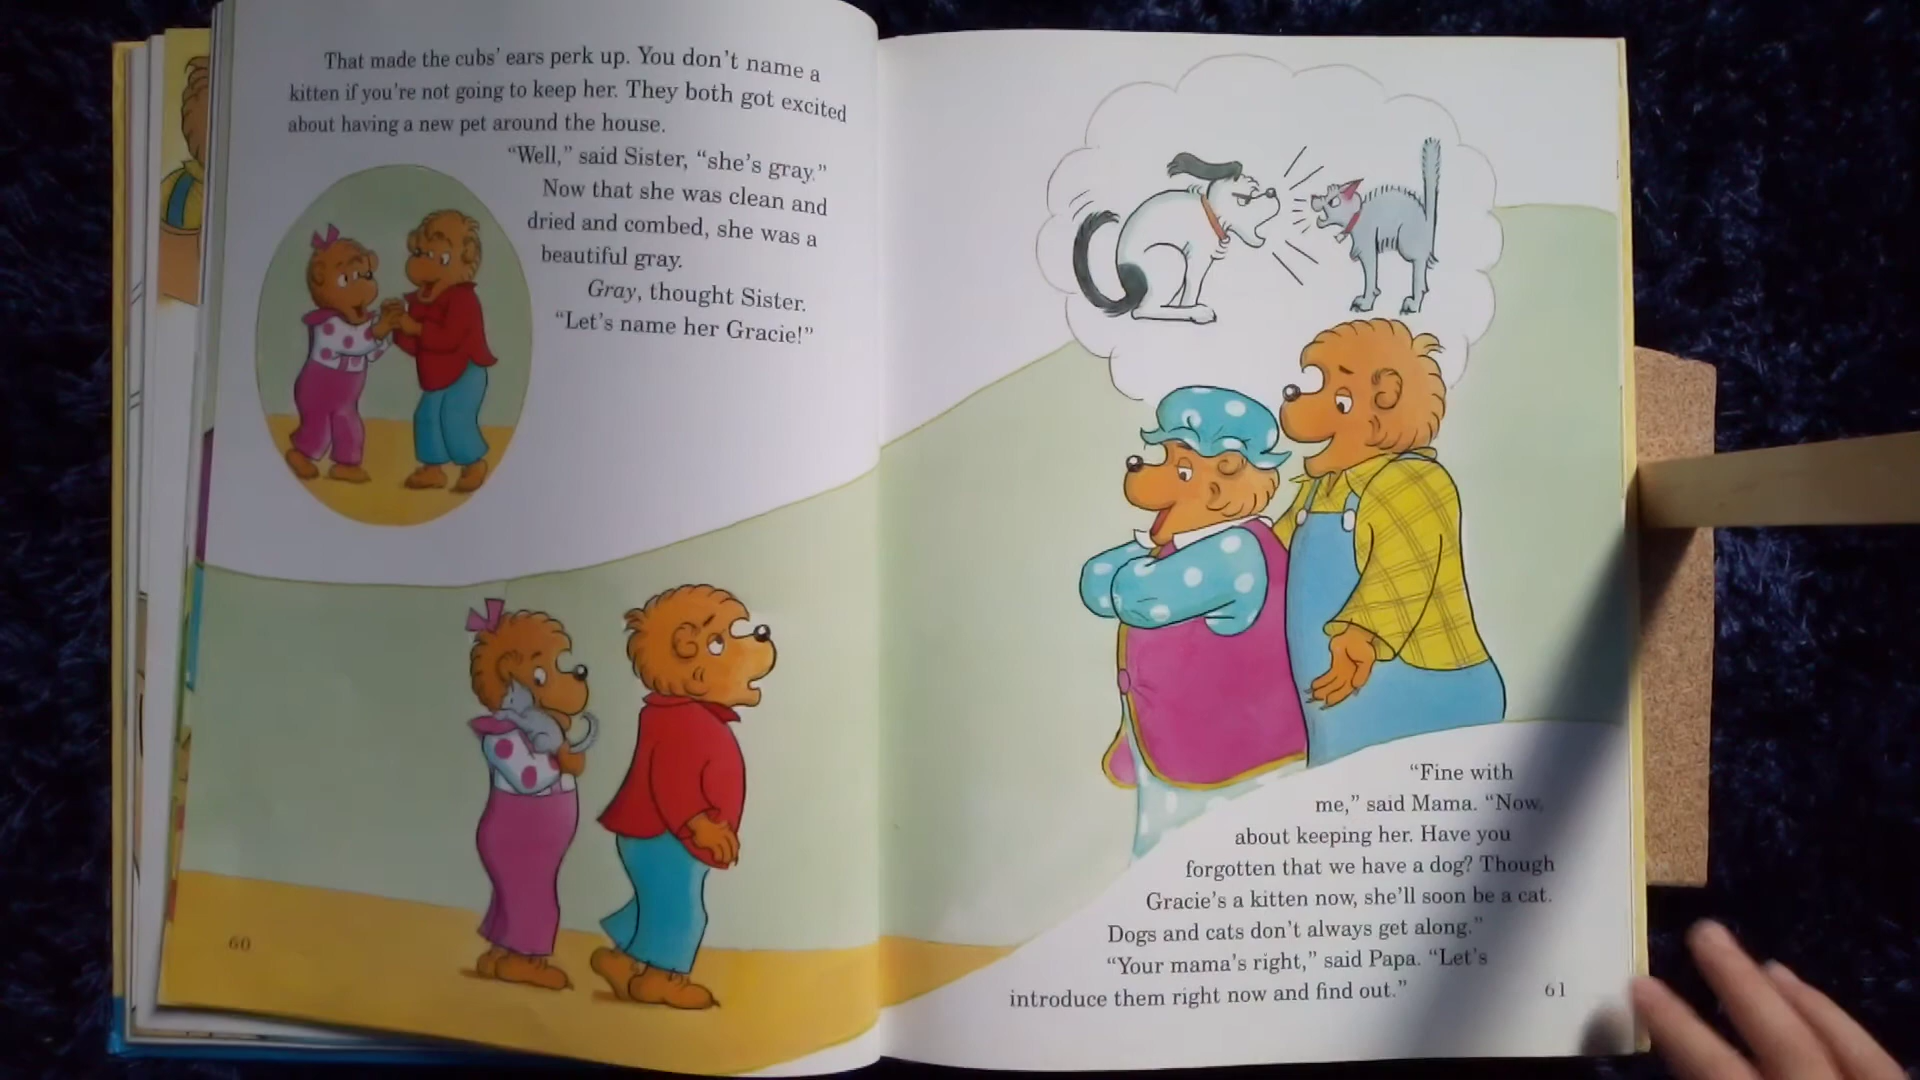 That made the cubs’ ears perk up. You don’t name a
kitten if you’re not going to keep her. They both got excited
about having a new pet around the house.
“Well,” said Sister, “she’s gray.”
Now that she was clean and
dried and combed, she was a
beautiful gray.
Gray, thought Sister.
“Let’s name her Gracie!”
60
“Fine with
me,” said Mama. “Now,
about keeping her. Have you
forgotten that we have a dog? Though
Gracie’s a kitten now, she’ll soon be a cat.
Dogs and cats don’t always get along.”
“Your mama’s right,” said Papa. “Let’s
introduce them right now and find out.”
61